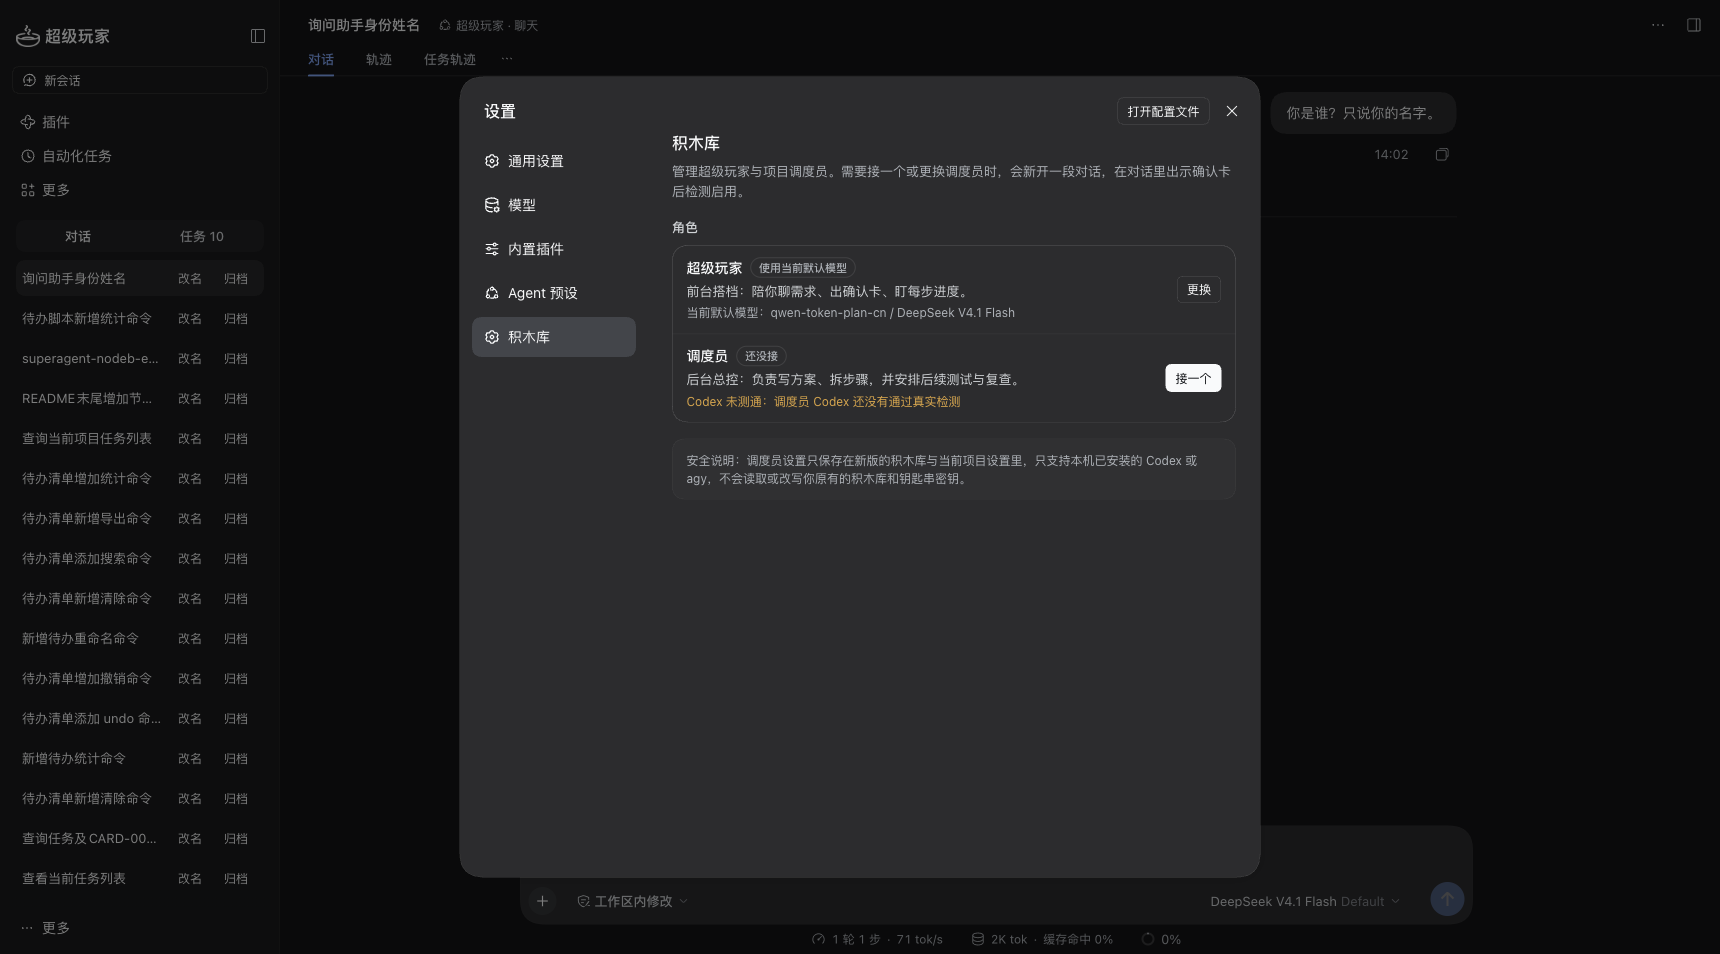 超级玩家
新会话
插件
自动化任务
更多
对话
任务 10
询问助手身份姓名 改名 归档
待办脚本新增统计命令 改名 归档
superagent-nodeb-e... 改名 归档
README 末尾增加节... 改名 归档
查询当前项目任务列表 改名 归档
待办清单增加统计命令 改名 归档
待办清单新增导出命令 改名 归档
待办清单添加搜索命令 改名 归档
待办清单新增清除命令 改名 归档
新增待办重命名命令 改名 归档
待办清单增加撤销命令 改名 归档
待办清单添加 undo 命... 改名 归档
新增待办统计命令 改名 归档
待办清单新增清除命令 改名 归档
查询任务及 CARD-00... 改名 归档
查看当前任务列表 改名 归档
··· 更多
询问助手身份姓名 超级玩家 · 聊天
对话 轨迹 任务轨迹 ···
你是谁？只说你的名字。
14:02
设置
打开配置文件
通用设置
模型
内置插件
Agent 预设
积木库
积木库
管理超级玩家与项目调度员。需要接一个或更换调度员时，会新开一段对话，在对话里出示确认卡
后检测启用。
角色
超级玩家 使用当前默认模型
前台搭档：陪你聊需求、出确认卡、盯每步进度。
当前默认模型：qwen-token-plan-cn / DeepSeek V4.1 Flash
更换
调度员 还没接
后台总控：负责写方案、拆步骤，并安排后续测试与复查。
Codex 未测通：调度员 Codex 还没有通过真实检测
接一个
安全说明：调度员设置只保存在新版的积木库与当前项目设置里，只支持本机已安装的 Codex 或
agy，不会读取或改写你原有的积木库和钥匙串密钥。
工作区内修改
DeepSeek V4.1 Flash Default
1 轮 1 步 · 71 tok/s 2K tok · 缓存命中 0% 0%